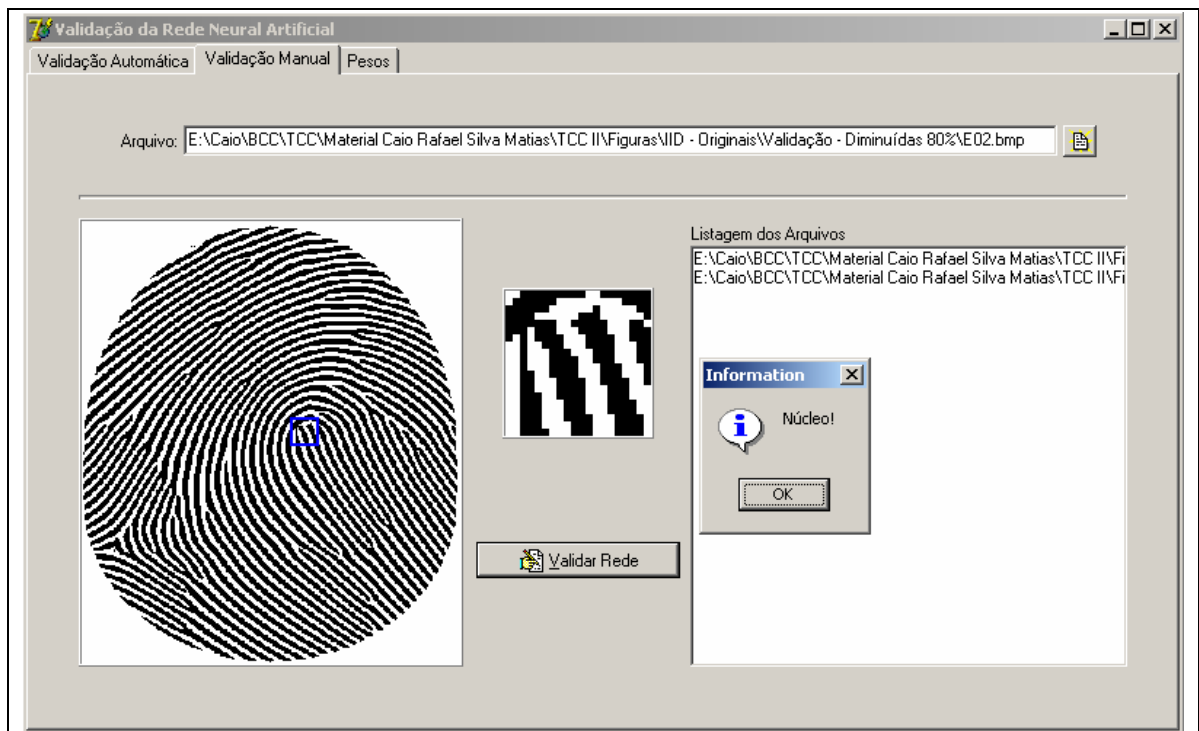 Validação da Rede Neural Artificial
Validação Automática Validação Manual Pesos
Arquivo: E:\Caio\BCC\TCC\Material Caio Rafael Silva Matias\TCC II\Figuras\IID - Originais\Validação - Diminuídas 80%\E02.bmp
Listagem dos Arquivos
E:\Caio\BCC\TCC\Material Caio Rafael Silva Matias\TCC II\Fi
E:\Caio\BCC\TCC\Material Caio Rafael Silva Matias\TCC II\Fi
Information
Núcleo!
OK
Validar Rede